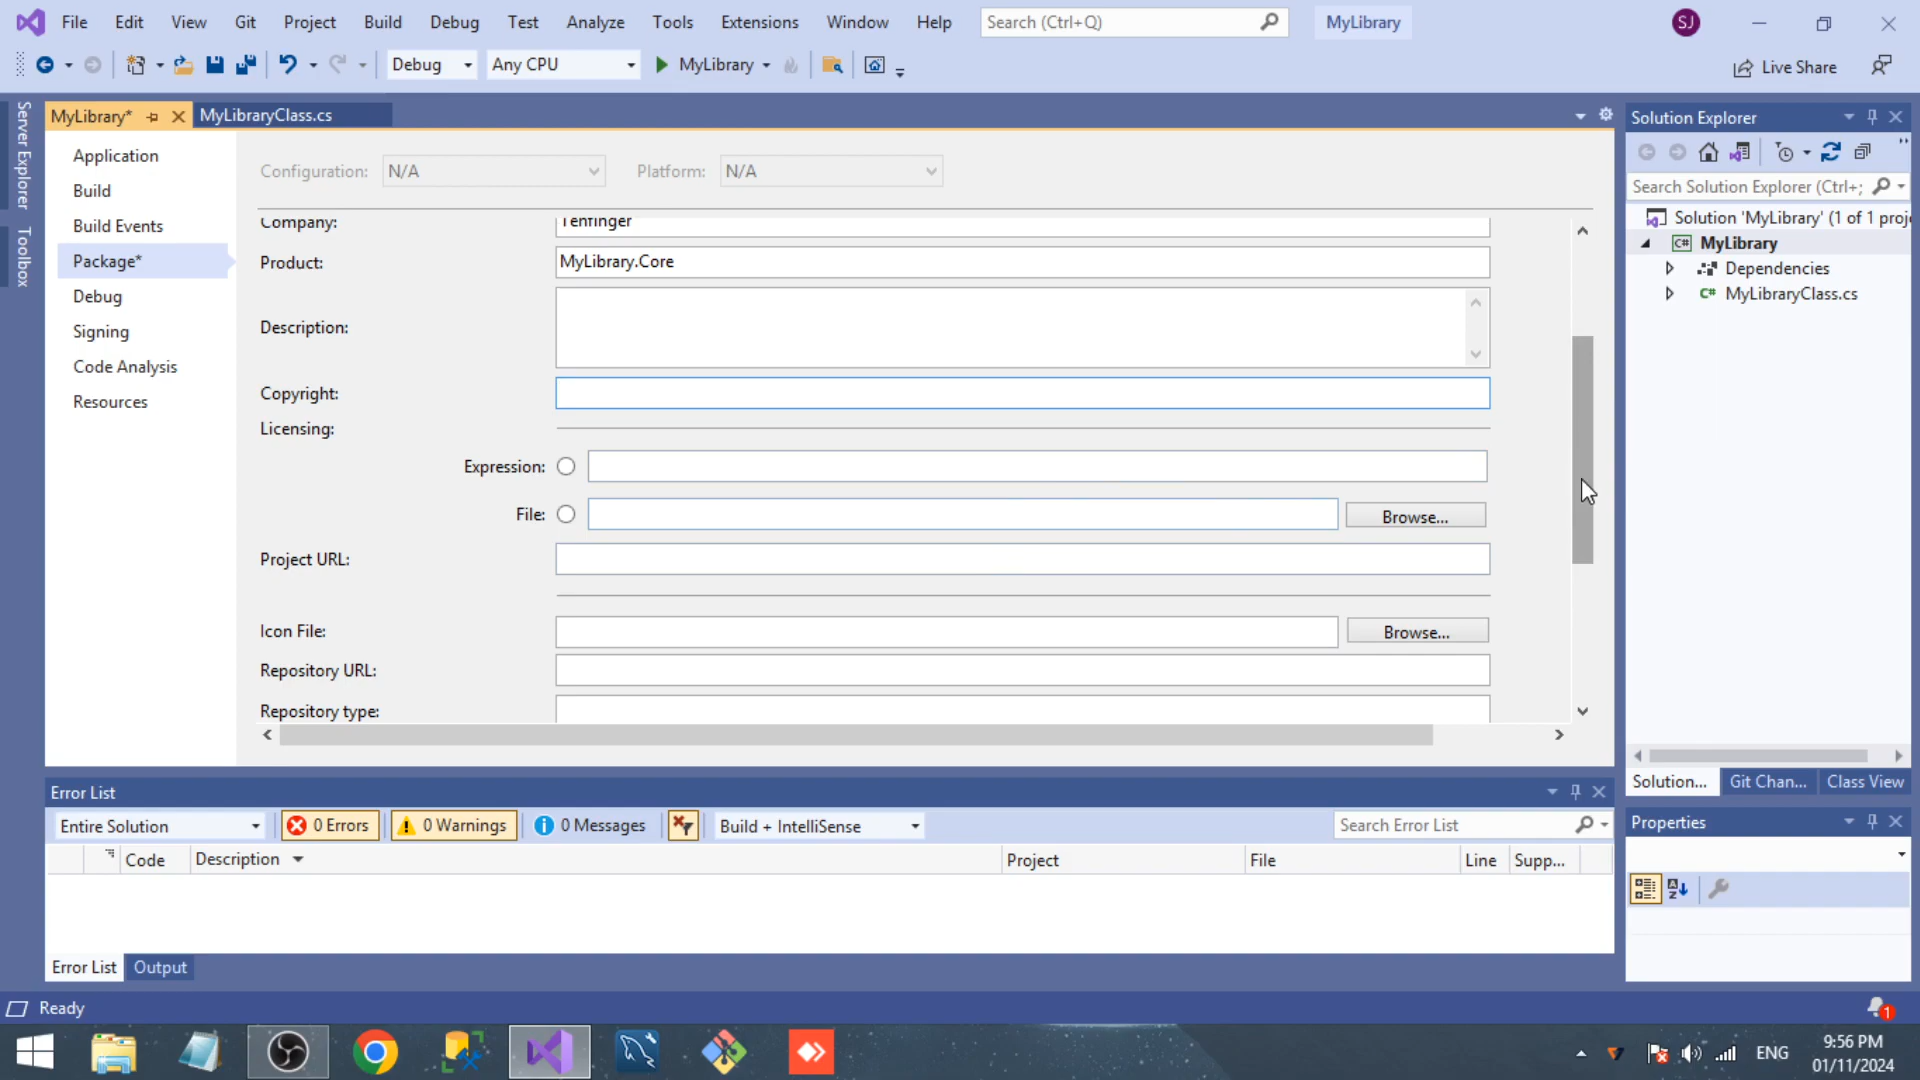 File Edit View Git Project Build Debug Test Analyze Tools Extensions Window Help Search (Ctrl+Q) MyLibrary SJ
Debug Any CPU MyLibrary Live Share
Server Explorer
Toolbox
MyLibrary* MyLibraryClass.cs
Application
Build
Build Events
Package*
Debug
Signing
Code Analysis
Resources
Configuration: N/A Platform: N/A
Company: Tenfinger
Product: MyLibrary.Core
Description:
Copyright:
Licensing:
Expression:
File: Browse...
Project URL:
Icon File: Browse...
Repository URL:
Repository type:
Solution Explorer
Search Solution Explorer (Ctrl+;
Solution 'MyLibrary' (1 of 1 proj
C# MyLibrary
Dependencies
C# MyLibraryClass.cs
Solution... Git Chan... Class View
Properties
Error List
Entire Solution 0 Errors 0 Warnings 0 Messages Build + IntelliSense Search Error List
Code Description Project File Line Supp...
Error List Output
Ready 1
ENG 9:56 PM
01/11/2024